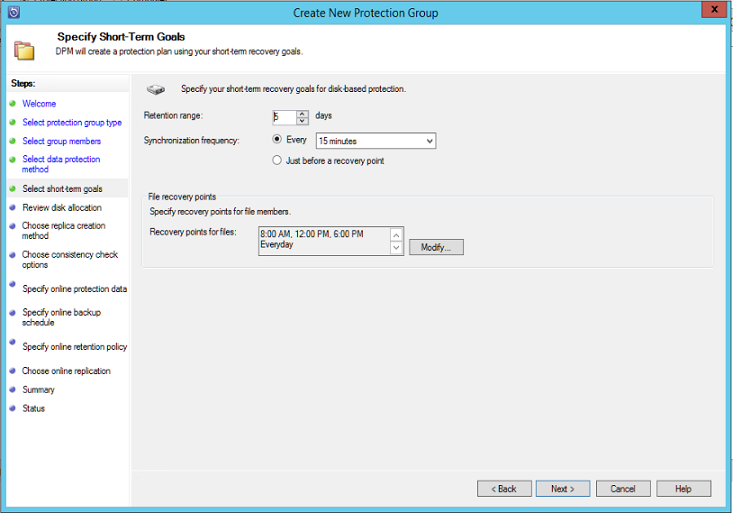 Create New Protection Group
X
Specify Short-Term Goals
DPM will create a protection plan using your short-term recovery goals.
Steps:
Welcome
Select protection group type
Select group members
Select data protection
method
Select short-term goals
Review disk allocation
Choose replica creation
method
Choose consistency check
options
Specify online protection data
Specify online backup
schedule
Specify online retention policy
Choose online replication
Summary
Status
Specify your short-term recovery goals for disk-based protection.
Retention range: 5 days
Synchronization frequency: Every 15 minutes
Just before a recovery point
File recovery points
Specify recovery points for file members.
Recovery points for files: 8:00 AM, 12:00 PM, 6:00 PM
Everyday
Modify...
< Back Next > Cancel Help